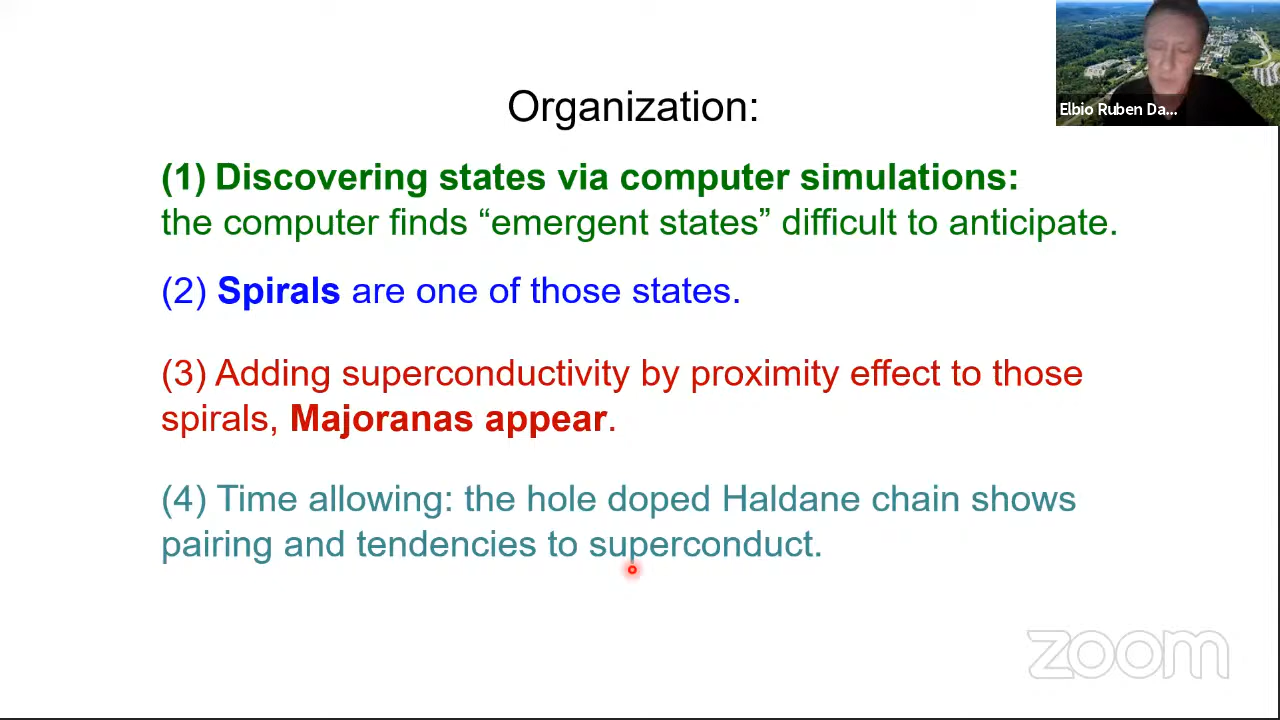 Organization:
(1) Discovering states via computer simulations:
the computer finds “emergent states” difficult to anticipate.
(2) Spirals are one of those states.
(3) Adding superconductivity by proximity effect to those
spirals, Majoranas appear.
(4) Time allowing: the hole doped Haldane chain shows
pairing and tendencies to superconduct.
Elbio Ruben Da...
zoom